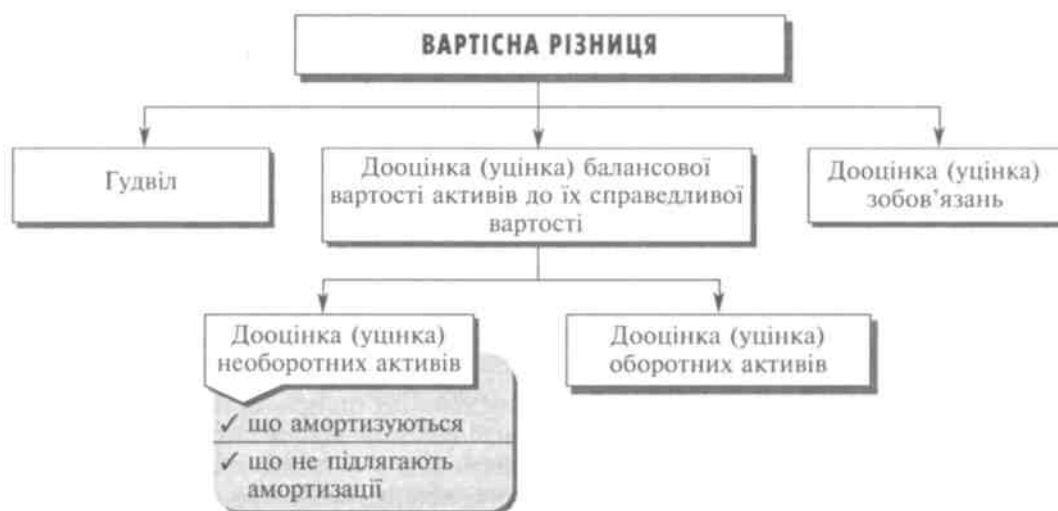 ВАРТІСНА РІЗНИЦЯ
Гудвіл
Дооцінка (уцінка) балансової
вартості активів до їх справедливої
вартості
Дооцінка (уцінка)
зобов'язань
Дооцінка (уцінка)
необоротних активів
✓ що амортизуються
✓ що не підлягають
амортизації
Дооцінка (уцінка)
оборотних активів